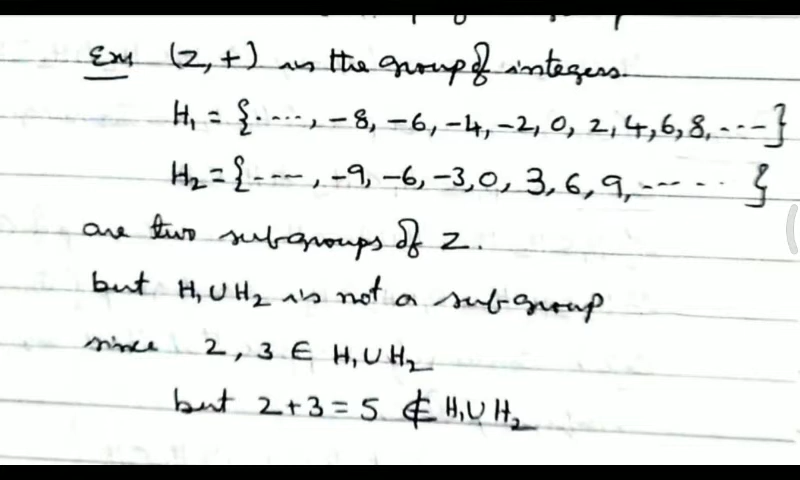 Ex (Z, +) is the group of integers.
H₁ = {....., -8, -6, -4, -2, 0, 2, 4, 6, 8, ....}
H₂ = {...., -9, -6, -3, 0, 3, 6, 9, ...... }
are two subgroups of Z.
but H₁ ∪ H₂ is not a subgroup
since 2, 3 ∈ H₁ ∪ H₂
but 2+3 = 5 ∉ H₁ ∪ H₂